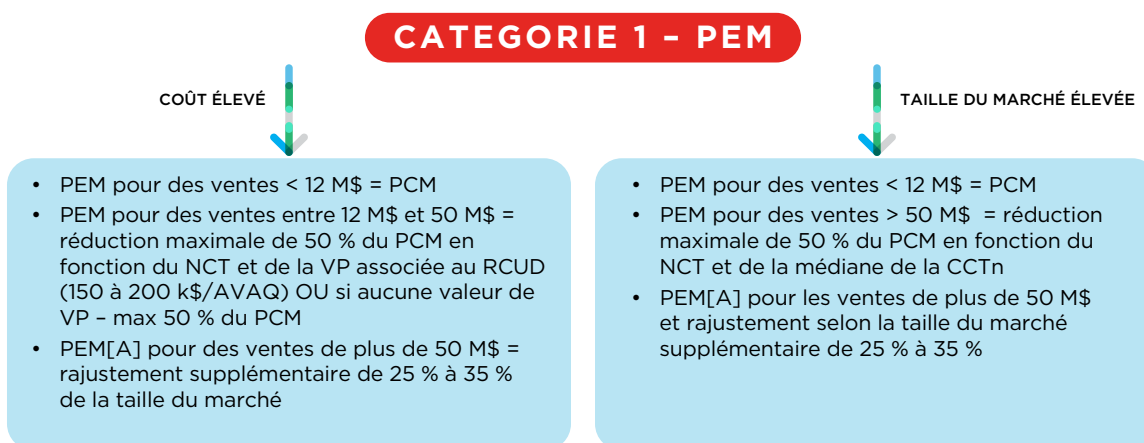 CATEGORIE 1 – PEM
COÛT ÉLEVÉ
• PEM pour des ventes < 12 M$ = PCM
• PEM pour des ventes entre 12 M$ et 50 M$ =
réduction maximale de 50 % du PCM en
fonction du NCT et de la VP associée au RCUD
(150 à 200 k$/AVAQ) OU si aucune valeur de
VP – max 50 % du PCM
• PEM[A] pour des ventes de plus de 50 M$ =
rajustement supplémentaire de 25 % à 35 %
de la taille du marché
TAILLE DU MARCHÉ ÉLEVÉE
• PEM pour des ventes < 12 M$ = PCM
• PEM pour des ventes > 50 M$ = réduction
maximale de 50 % du PCM en fonction du
NCT et de la médiane de la CCTn
• PEM[A] pour les ventes de plus de 50 M$
et rajustement selon la taille du marché
supplémentaire de 25 % à 35 %